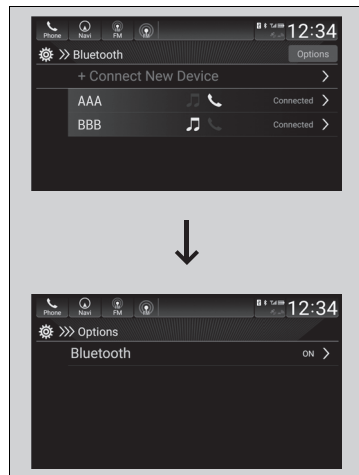 Phone Navi FM 12:34
Bluetooth Options
+ Connect New Device
AAA Connected
BBB Connected
Phone Navi FM 12:34
Options
Bluetooth ON